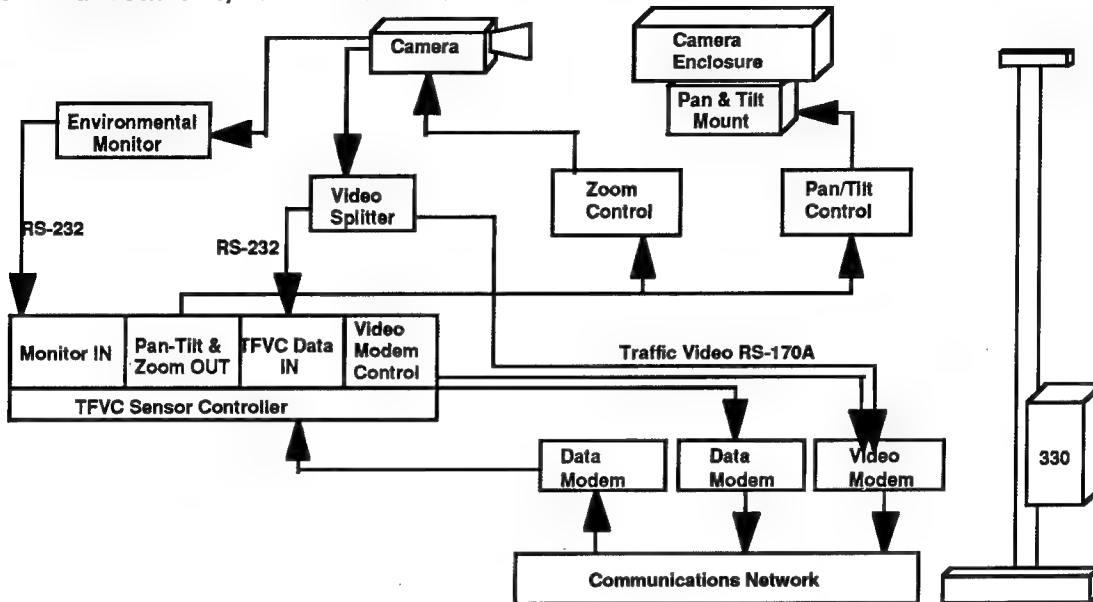 Camera
Camera
Enclosure
Pan & Tilt
Mount
Environmental
Monitor
Video
Splitter
Zoom
Control
Pan/Tilt
Control
RS-232
RS-232
Monitor IN
Pan-Tilt &
Zoom OUT
TFVC Data
IN
Video
Modem
Control
Traffic Video RS-170A
TFVC Sensor Controller
Data
Modem
Data
Modem
Video
Modem
330
Communications Network